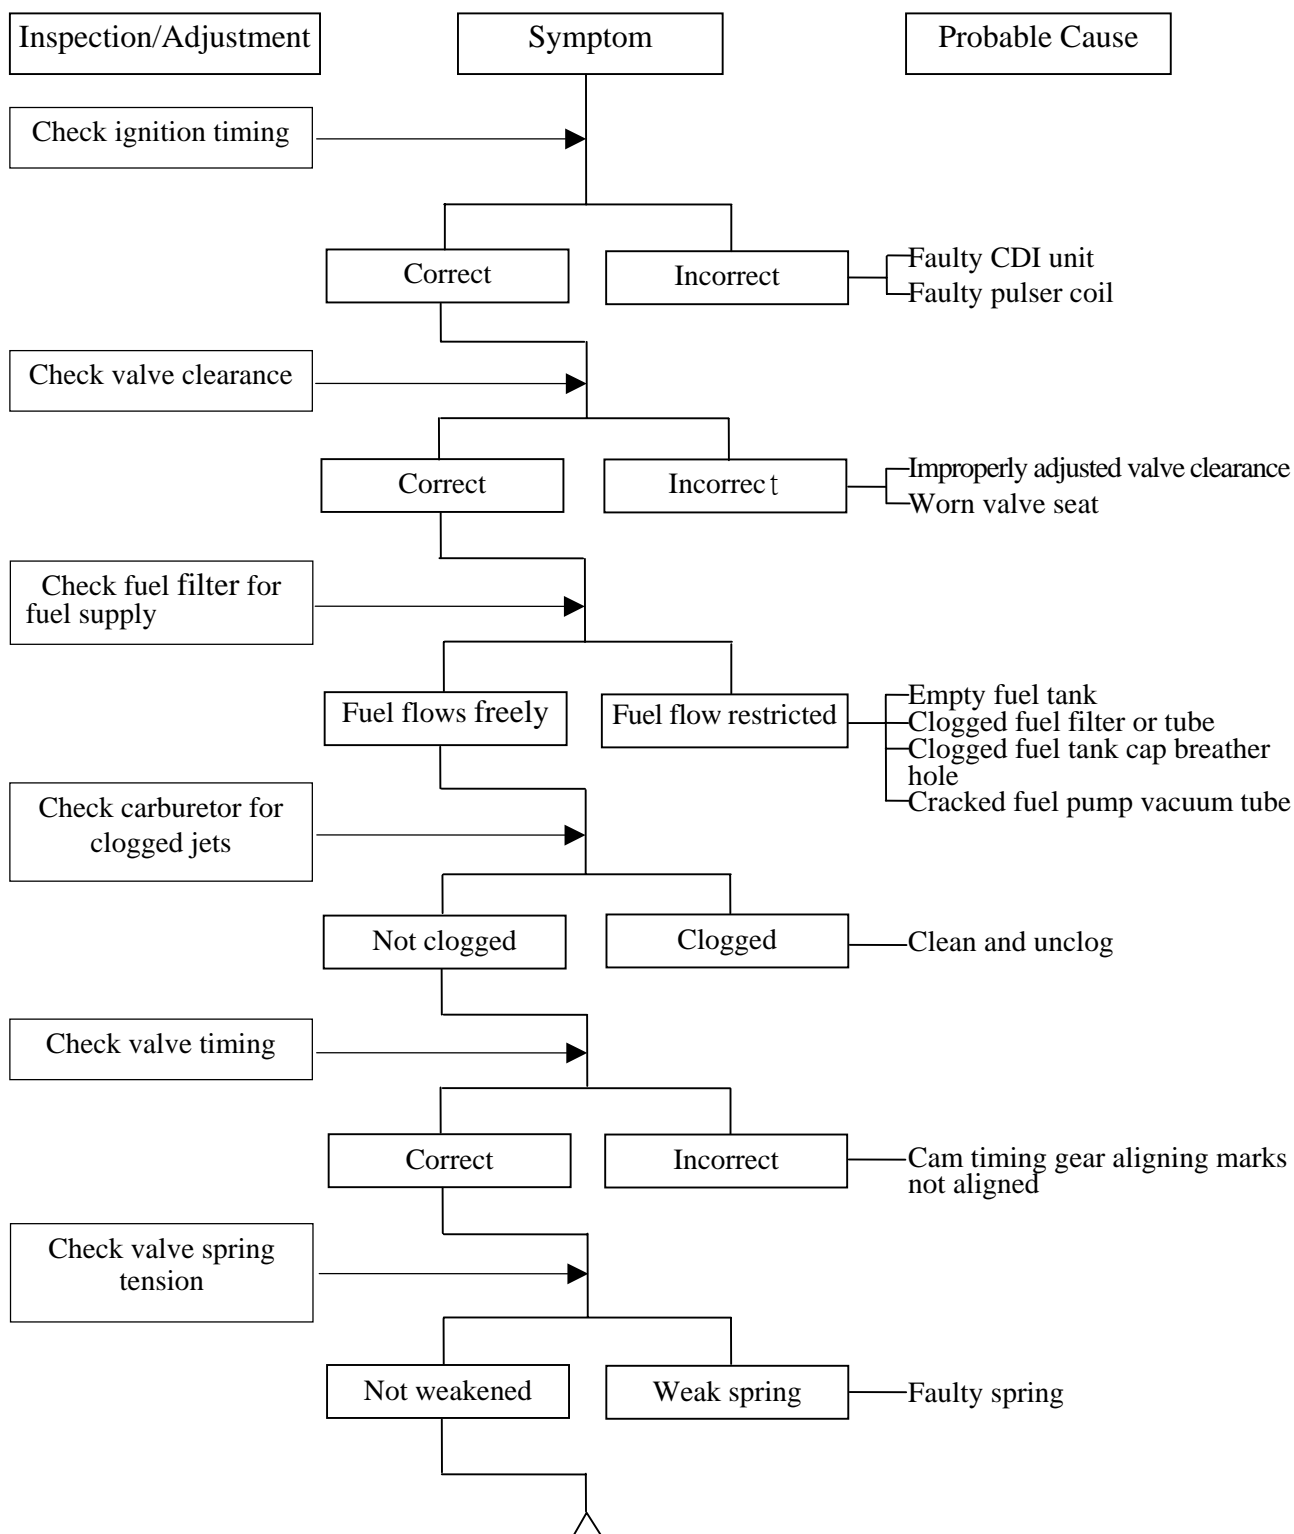 Inspection/Adjustment
Symptom
Probable Cause
Check ignition timing
Correct
Incorrect
Faulty CDI unit
Faulty pulser coil
Check valve clearance
Correct
Incorrect
Improperly adjusted valve clearance
Worn valve seat
Check fuel filter for
fuel supply
Fuel flows freely
Fuel flow restricted
Empty fuel tank
Clogged fuel filter or tube
Clogged fuel tank cap breather
hole
Cracked fuel pump vacuum tube
Check carburetor for
clogged jets
Not clogged
Clogged
Clean and unclog
Check valve timing
Correct
Incorrect
Cam timing gear aligning marks
not aligned
Check valve spring
tension
Not weakened
Weak spring
Faulty spring